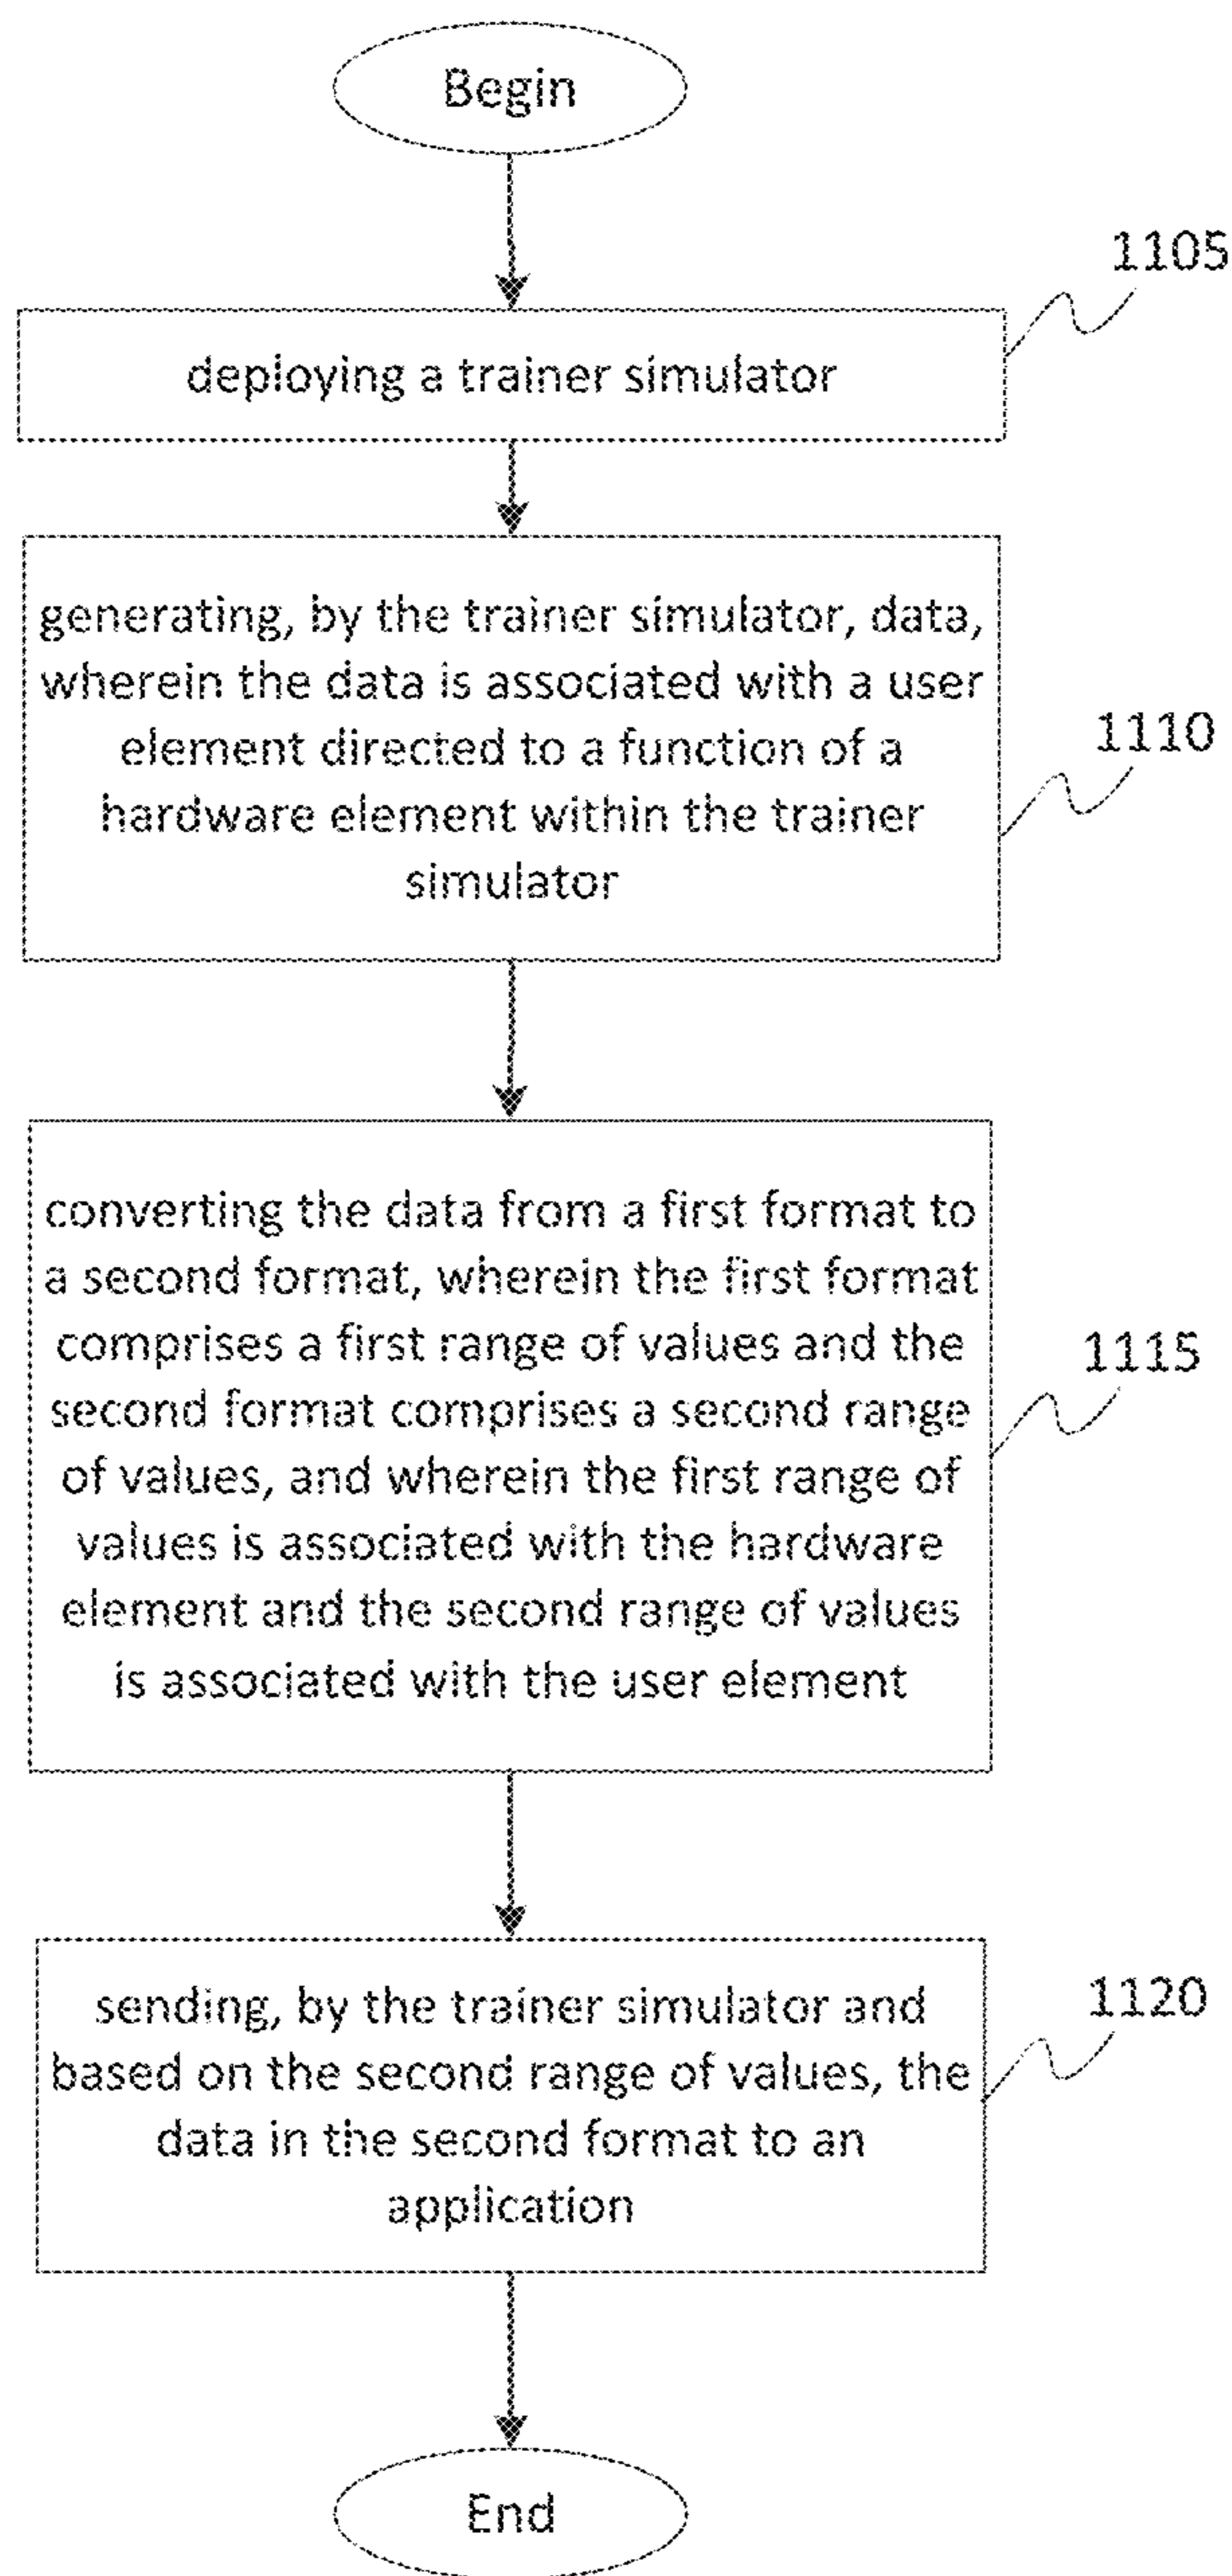 Begin
1105
deploying a trainer simulator
generating, by the trainer simulator, data,
wherein the data is associated with a user
element directed to a function of a
hardware element within the trainer
simulator
1110
converting the data from a first format to
a second format, wherein the first format
comprises a first range of values and the
second format comprises a second range
of values, and wherein the first range of
values is associated with the hardware
element and the second range of values
is associated with the user element
1115
sending, by the trainer simulator and
based on the second range of values, the
data in the second format to an
application
1120
End